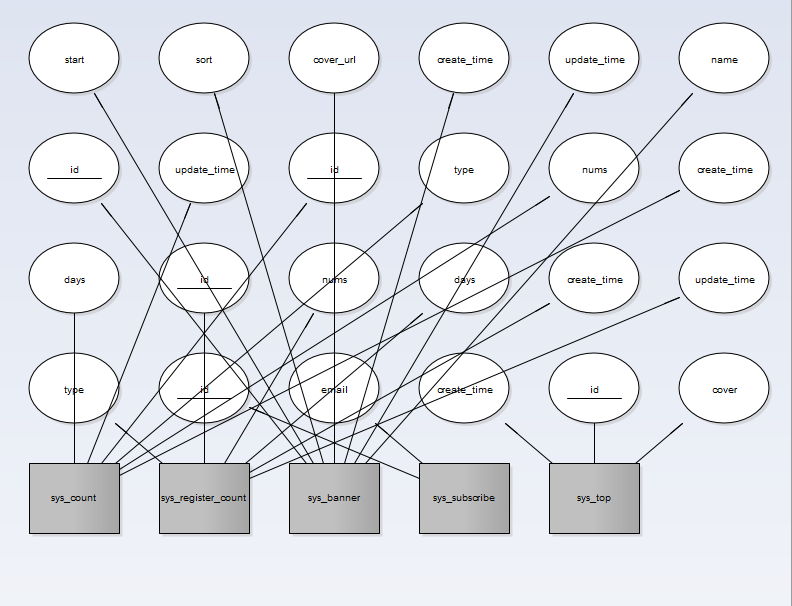 start
sort
cover_url
create_time
update_time
name
id
update_time
id
type
nums
create_time
days
id
nums
days
create_time
update_time
type
id
email
create_time
id
cover
sys_count
sys_register_count
sys_banner
sys_subscribe
sys_top